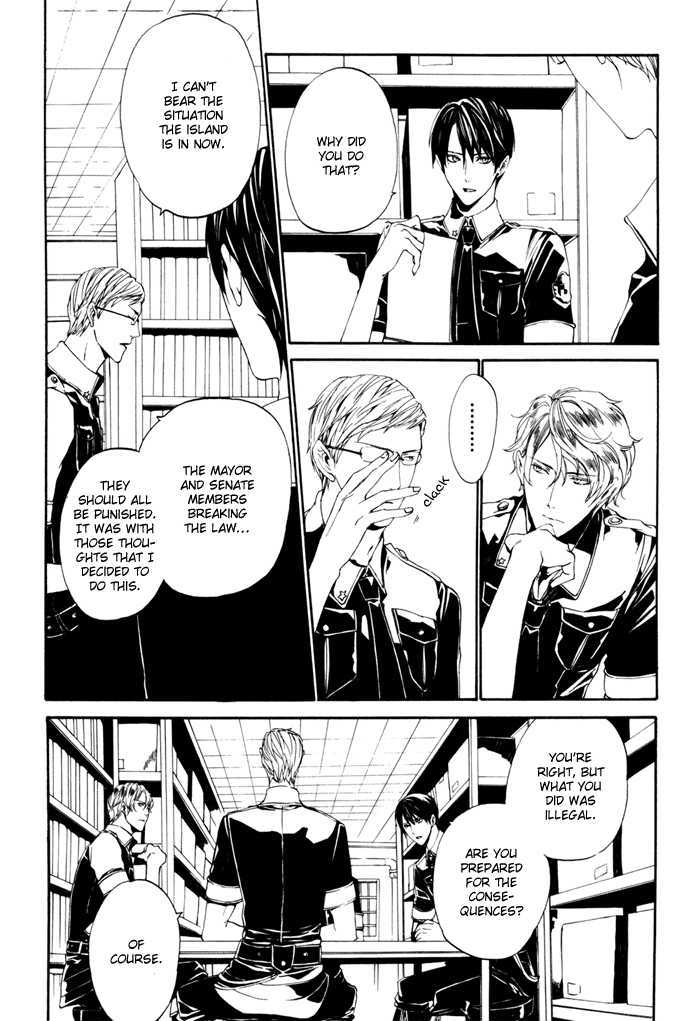 WHY DID
YOU DO
THAT?
I CAN'T
BEAR THE
SITUATION
THE ISLAND
IS IN NOW.
.........
clack
THE MAYOR
AND SENATE
MEMBERS
BREAKING
THE LAW...
THEY
SHOULD ALL
BE PUNISHED.
IT WAS WITH
THOSE THOU-
GHTS THAT I
DECIDED TO
DO THIS.
YOU'RE
RIGHT, BUT
WHAT YOU
DID WAS
ILLEGAL.
ARE YOU
PREPARED
FOR THE
CONSE-
QUENCES?
OF
COURSE.